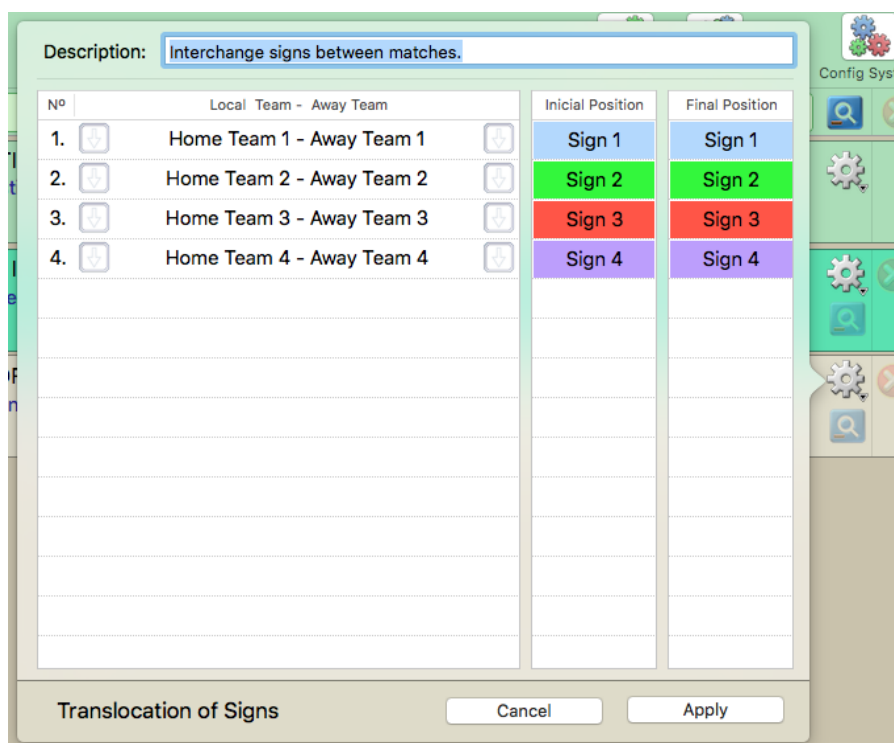 Description: Interchange signs between matches.
Config Sys
Nº Local Team - Away Team Inicial Position Final Position
1. Home Team 1 - Away Team 1 Sign 1 Sign 1
2. Home Team 2 - Away Team 2 Sign 2 Sign 2
3. Home Team 3 - Away Team 3 Sign 3 Sign 3
4. Home Team 4 - Away Team 4 Sign 4 Sign 4
Translocation of Signs Cancel Apply